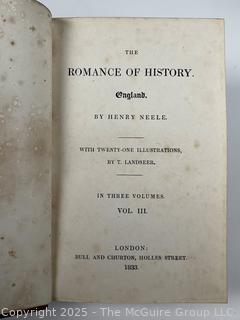 THE
ROMANCE OF HISTORY.
England.
BY HENRY NEELE.
WITH TWENTY-ONE ILLUSTRATIONS,
BY T. LANDSEER.
IN THREE VOLUMES.
VOL. III.
LONDON:
BULL AND CHURTON, HOLLES STREET.
1833.
Copyright 2025 - The McGuire Group LLC